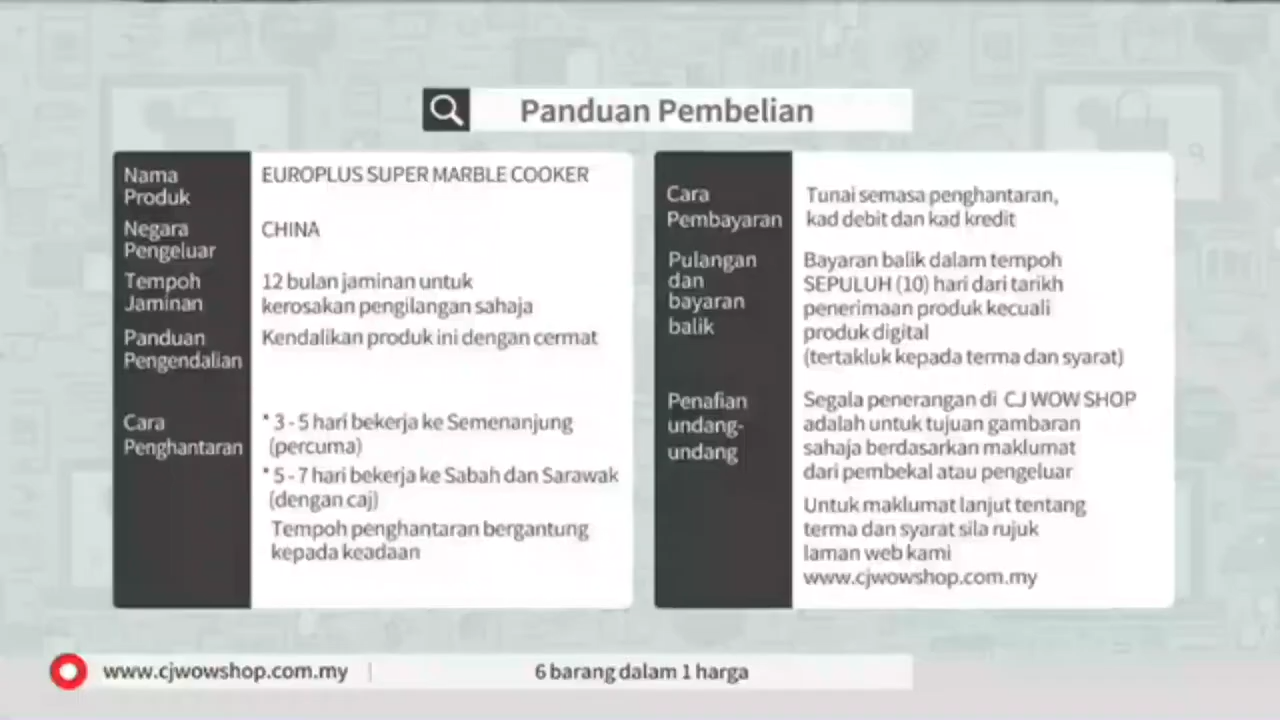 Panduan Pembelian
Nama
Produk
EUROPLUS SUPER MARBLE COOKER
Negara
Pengeluar
CHINA
Tempoh
Jaminan
12 bulan jaminan untuk
kerosakan pengilangan sahaja
Panduan
Pengendalian
Kendalikan produk ini dengan cermat
Cara
Penghantaran
* 3 - 5 hari bekerja ke Semenanjung
(percuma)
* 5 - 7 hari bekerja ke Sabah dan Sarawak
(dengan caj)
Tempoh penghantaran bergantung
kepada keadaan
Cara
Pembayaran
Tunai semasa penghantaran,
kad debit dan kad kredit
Pulangan
dan
bayaran
balik
Bayaran balik dalam tempoh
SEPULUH (10) hari dari tarikh
penerimaan produk kecuali
produk digital
(tertakluk kepada terma dan syarat)
Penafian
undang-
undang
Segala penerangan di CJ WOW SHOP
adalah untuk tujuan gambaran
sahaja berdasarkan maklumat
dari pembekal atau pengeluar
Untuk maklumat lanjut tentang
terma dan syarat sila rujuk
laman web kami
www.cjwowshop.com.my
www.cjwowshop.com.my
6 barang dalam 1 harga